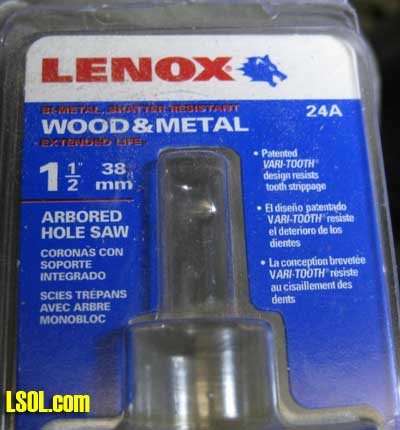 LENOX
BI-METAL, SHATTER RESISTANT
WOOD & METAL
24A
-EXTENDED LIFE-
1 1/2" 38 mm
ARBORED
HOLE SAW
CORONAS CON
SOPORTE
INTEGRADO
SCIES TRÉPANS
AVEC ARBRE
MONOBLOC
• Patented
VARI-TOOTH®
design resists
tooth strippage
• El diseño patentado
VARI-TOOTH® resiste
el deterioro de los
dientes
• La conception brevetée
VARI-TOOTH® résiste
au cisaillement des
dents
LSOL.com